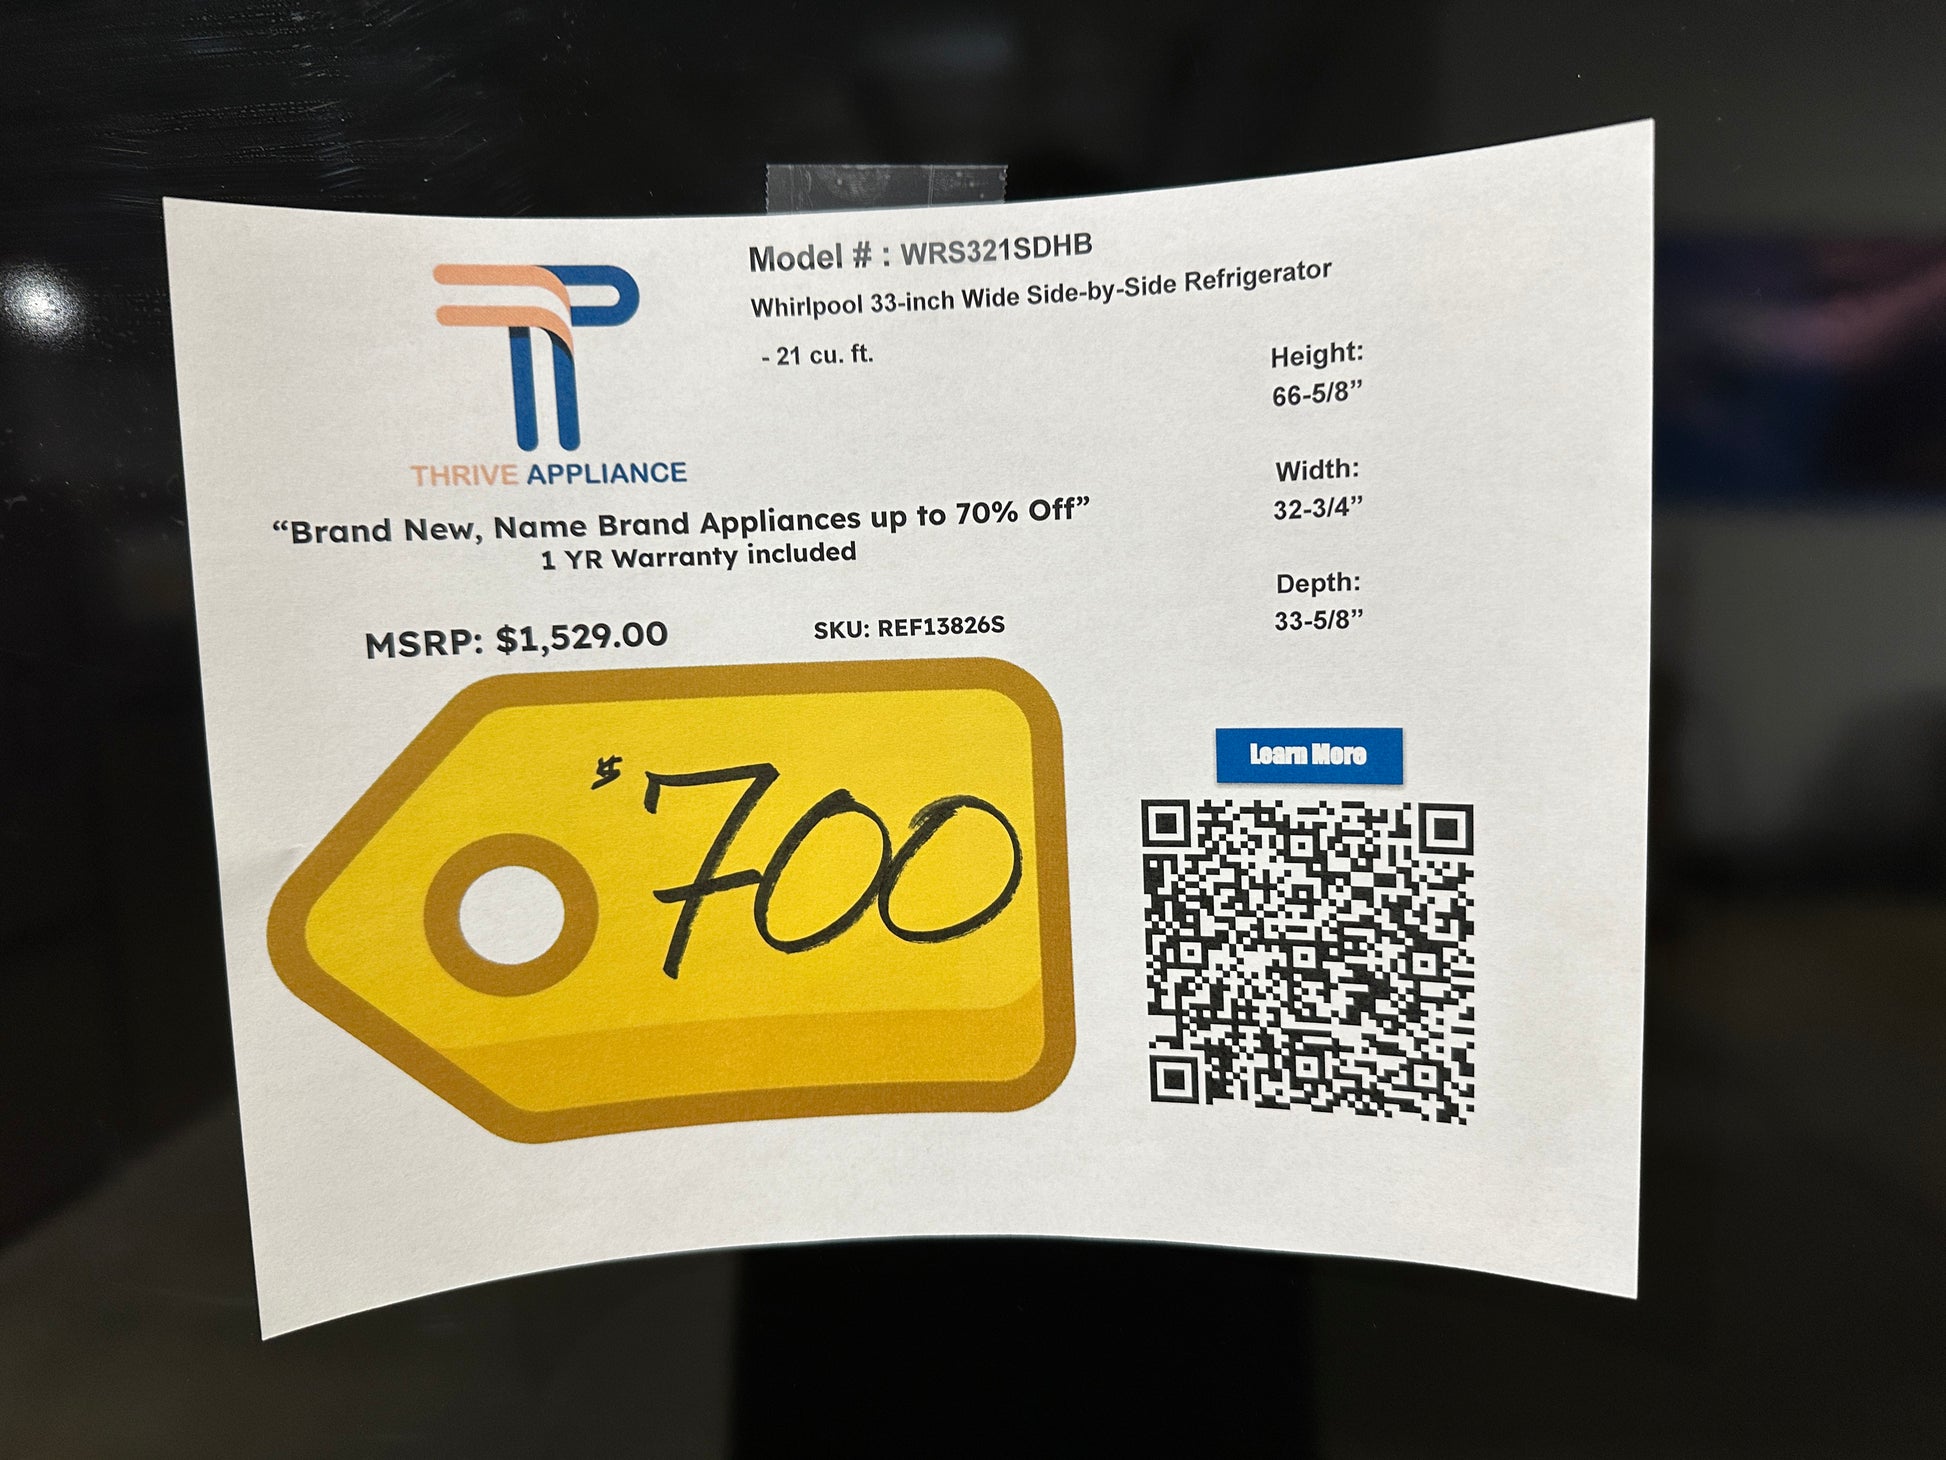 Model # : WRS321SDHB
Whirlpool 33-inch Wide Side-by-Side Refrigerator
- 21 cu. ft.
THRIVE APPLIANCE
“Brand New, Name Brand Appliances up to 70% Off”
1 YR Warranty included
MSRP: $1,529.00
SKU: REF13826S
$700
Height:
66-5/8”
Width:
32-3/4”
Depth:
33-5/8”
Learn More